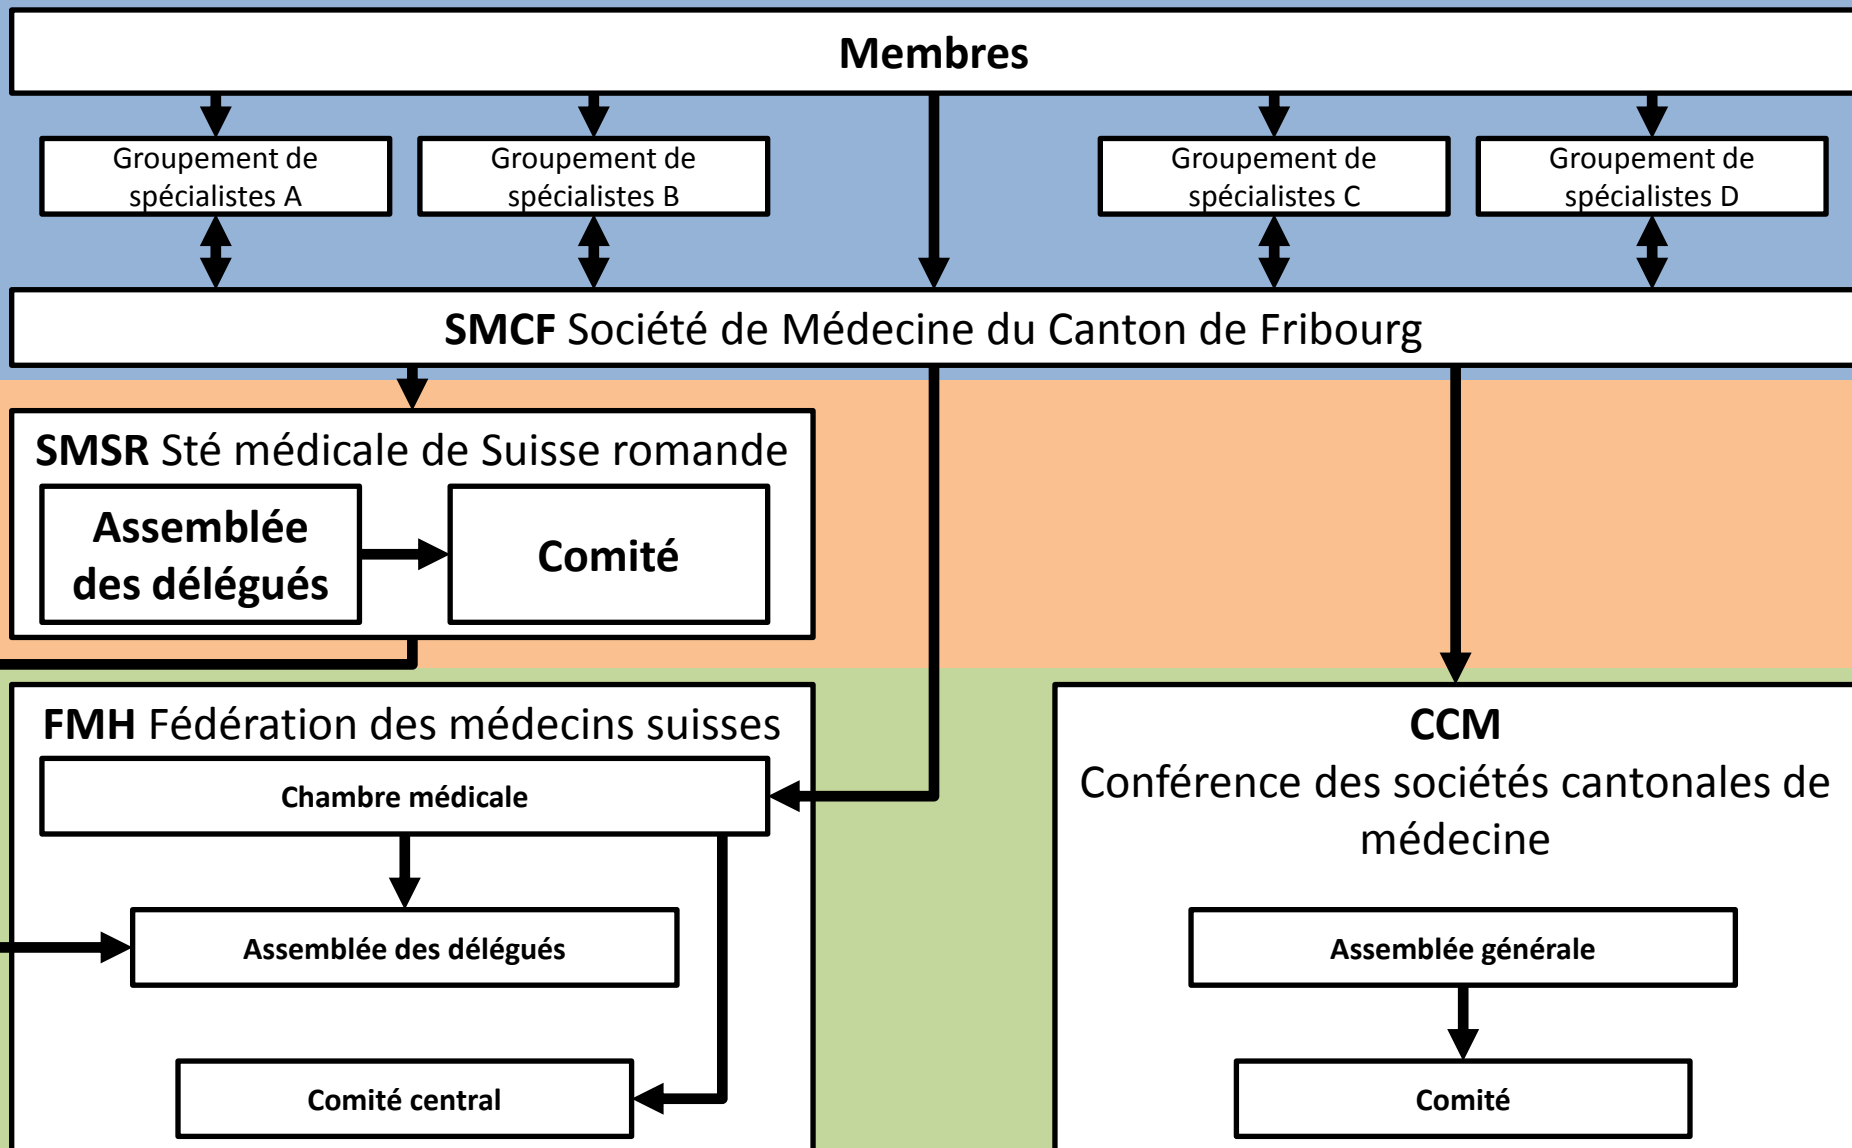 Membres
Groupement de
spécialistes A
Groupement de
spécialistes B
Groupement de
spécialistes C
Groupement de
spécialistes D
SMCF Société de Médecine du Canton de Fribourg
SMSR Sté médicale de Suisse romande
Assemblée
des délégués
Comité
FMH Fédération des médecins suisses
Chambre médicale
Assemblée des délégués
Comité central
CCM
Conférence des sociétés cantonales de
médecine
Assemblée générale
Comité